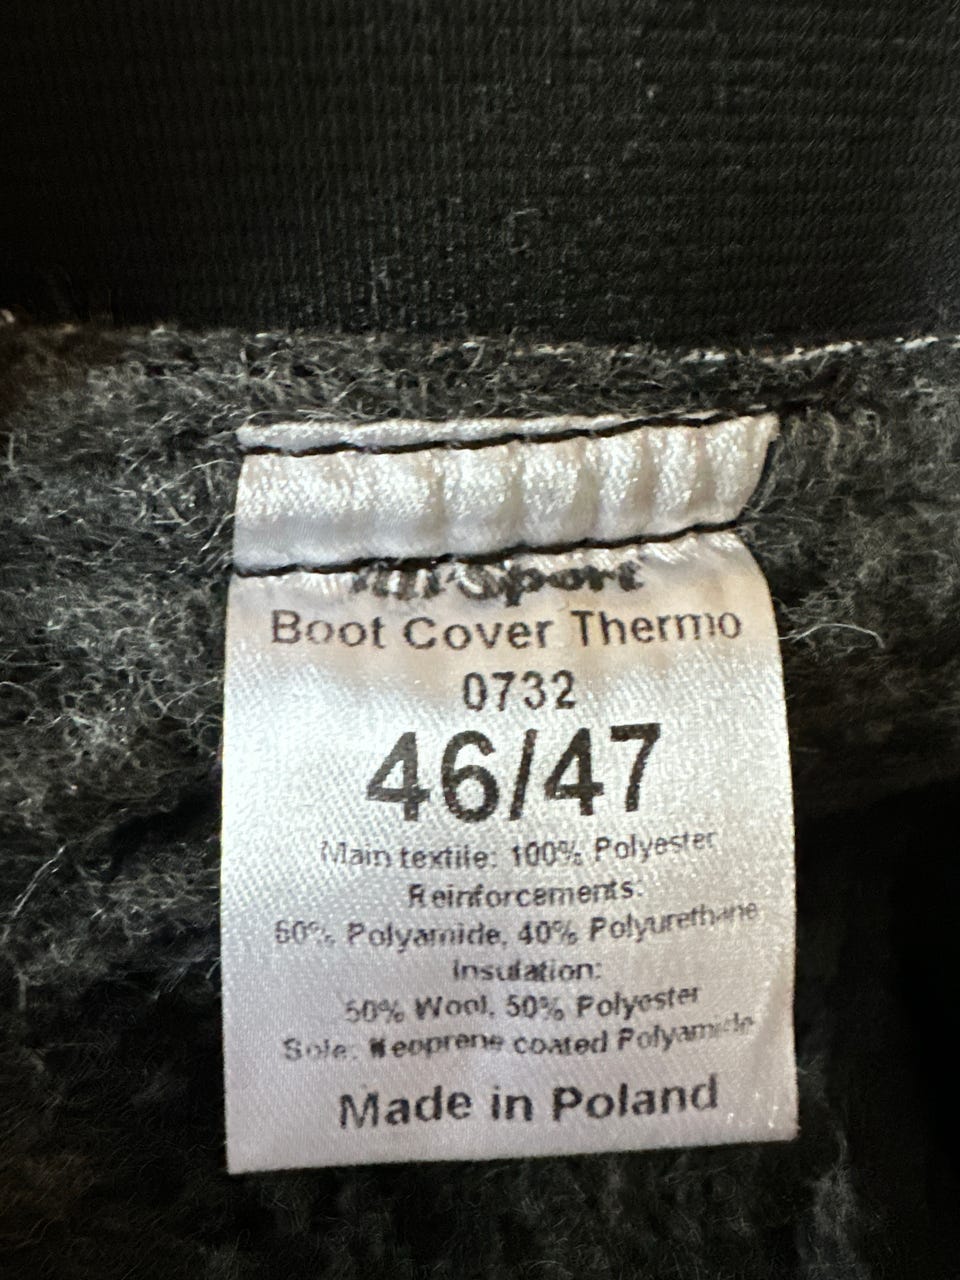 Sport
Boot Cover Thermo
0732
46/47
Main textile: 100% Polyester
Reinforcements:
60% Polyamide, 40% Polyurethane
Insulation:
50% Wool, 50% Polyester
Sole: Neoprene coated Polyamide
Made in Poland